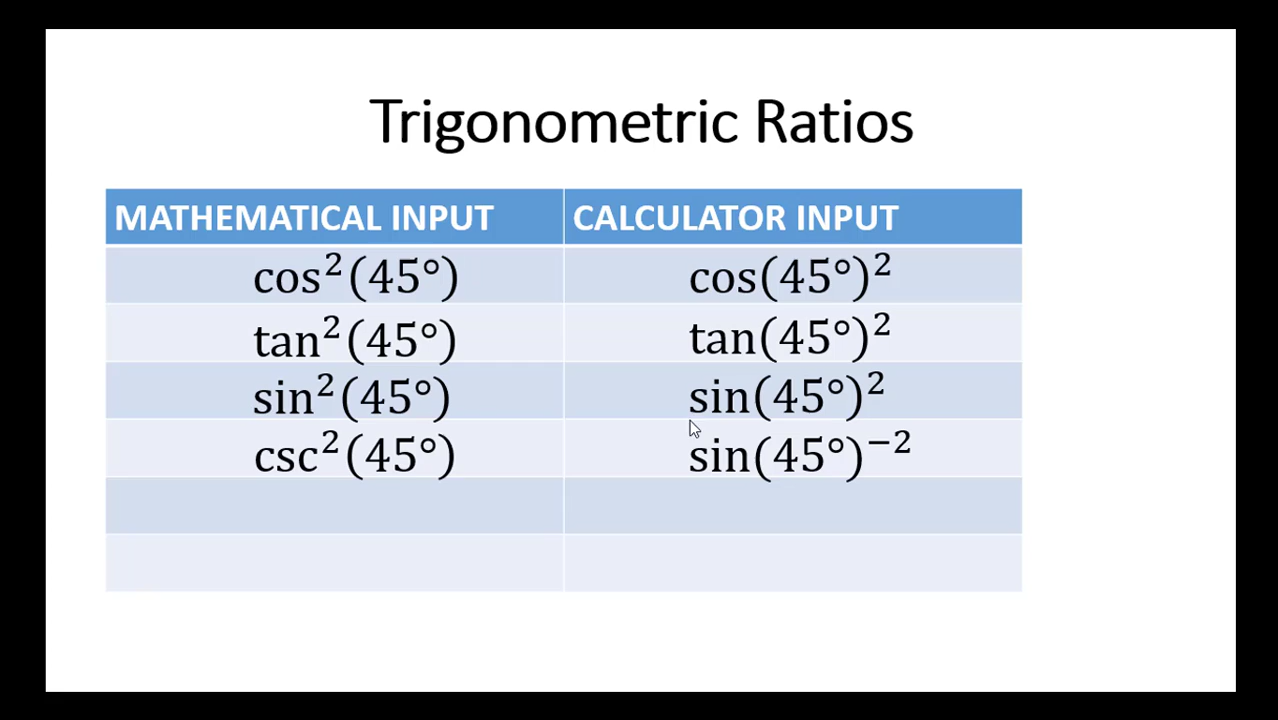 Trigonometric Ratios
MATHEMATICAL INPUT CALCULATOR INPUT
cos²(45°) cos(45°)²
tan²(45°) tan(45°)²
sin²(45°) sin(45°)²
csc²(45°) sin(45°)⁻²